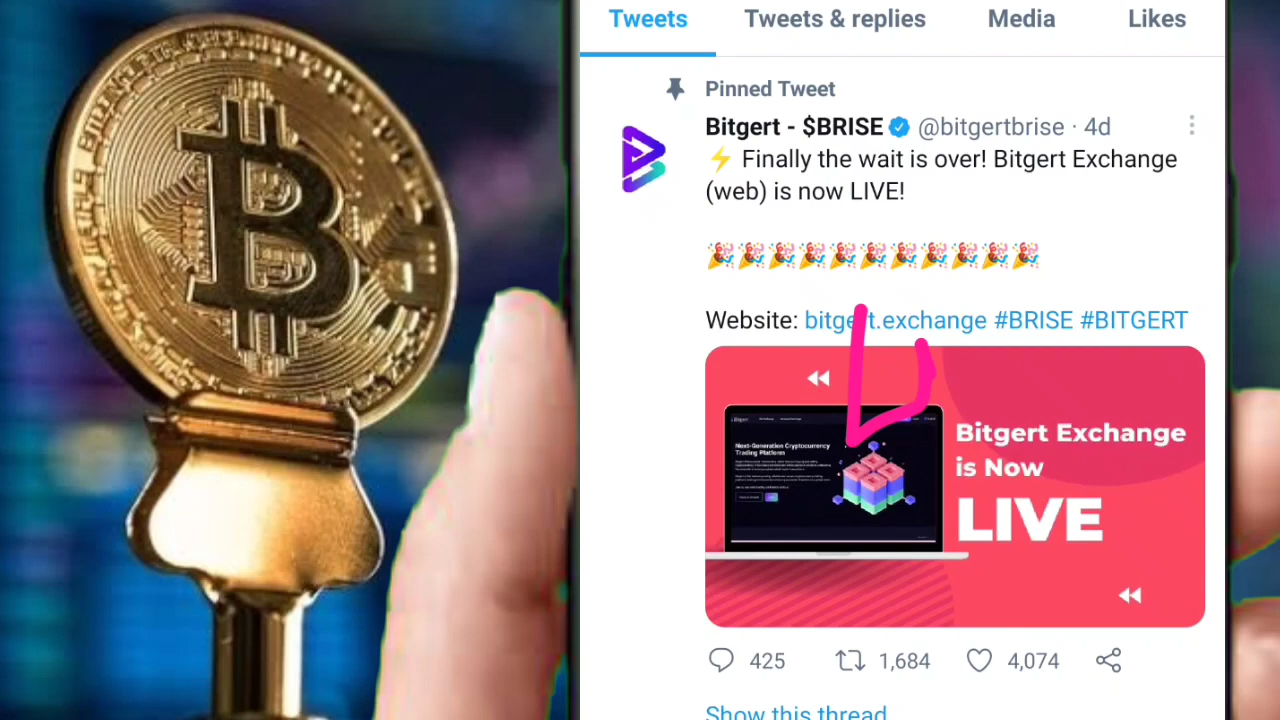 Tweets Tweets & replies Media Likes
Pinned Tweet
Bitgert - $BRISE @bitgertbrise · 4d
⚡ Finally the wait is over! Bitgert Exchange
(web) is now LIVE!
🎉🎉🎉🎉🎉🎉🎉🎉🎉🎉🎉
Website: bitgert.exchange #BRISE #BITGERT
Bitgert
Next-Generation Cryptocurrency
Trading Platform
Bitgert Exchange
is Now
LIVE
425 1,684 4,074
Show this thread